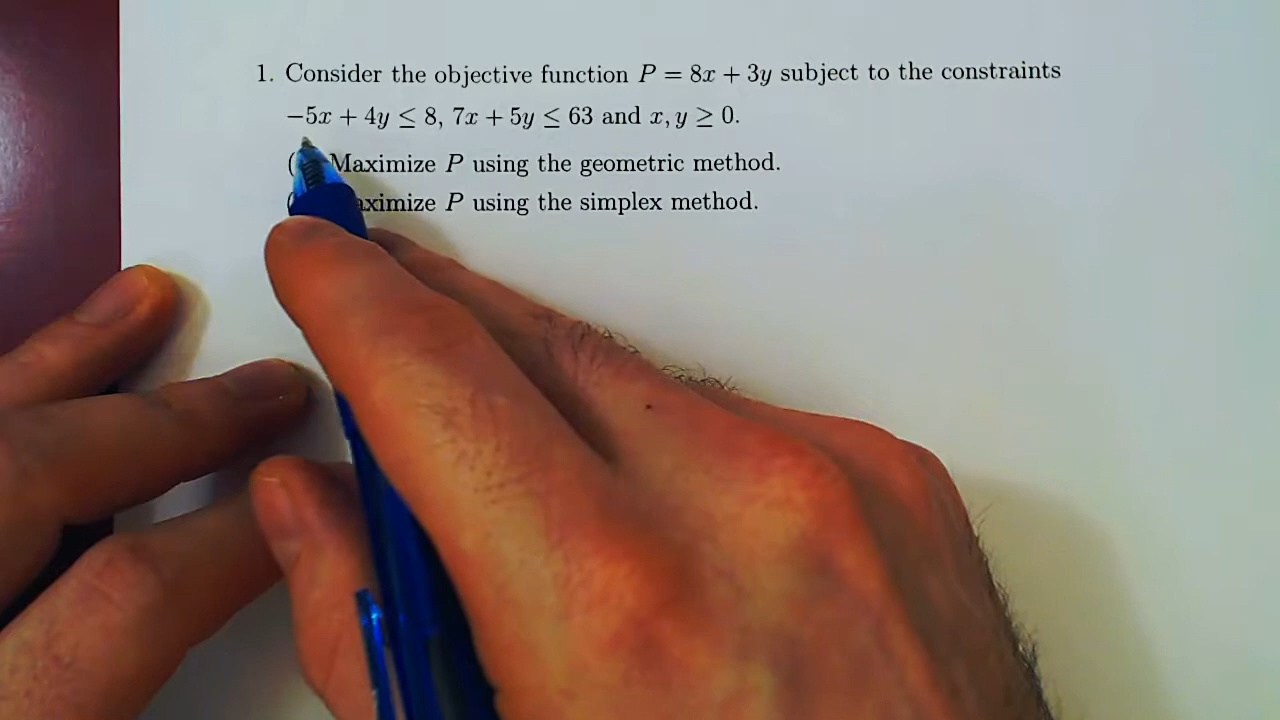 1. Consider the objective function P = 8x + 3y subject to the constraints
−5x + 4y ≤ 8, 7x + 5y ≤ 63 and x, y ≥ 0.
( Maximize P using the geometric method.
( aximize P using the simplex method.